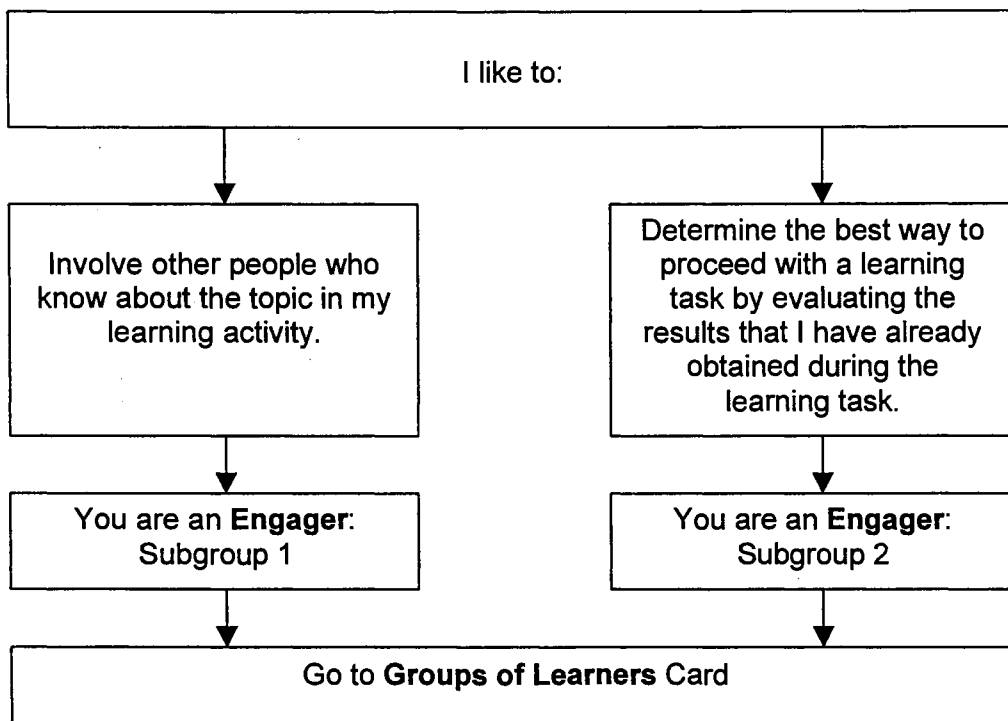 I like to:
Involve other people who
know about the topic in my
learning activity.
Determine the best way to
proceed with a learning
task by evaluating the
results that I have already
obtained during the
learning task.
You are an Engager:
Subgroup 1
You are an Engager:
Subgroup 2
Go to Groups of Learners Card